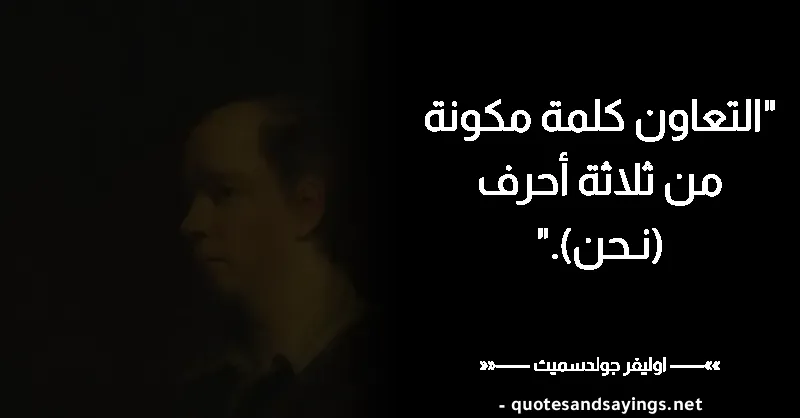 "التعاون كلمة مكونة
من ثلاثة أحرف
(نحن)."
»»—— اوليفر جولدسميث ——««
- quotesandsayings.net